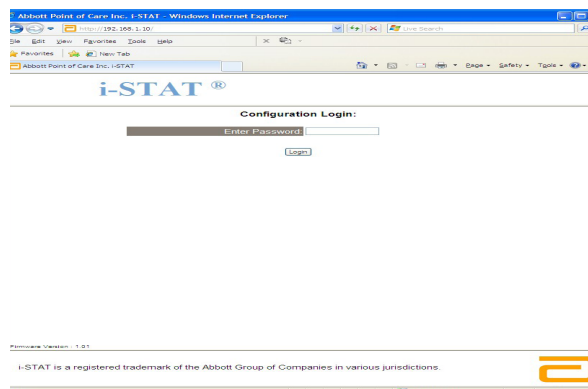 Abbott Point of Care Inc. i-STAT - Windows Internet Explorer
http://192.168.1.10/
Live Search
File Edit View Favorites Tools Help
Favorites New Tab
Abbott Point of Care Inc. i-STAT
Page Safety Tools
i-STAT ®
Configuration Login:
Enter Password:
Login
Firmware Version : 1.91
i-STAT is a registered trademark of the Abbott Group of Companies in various jurisdictions.